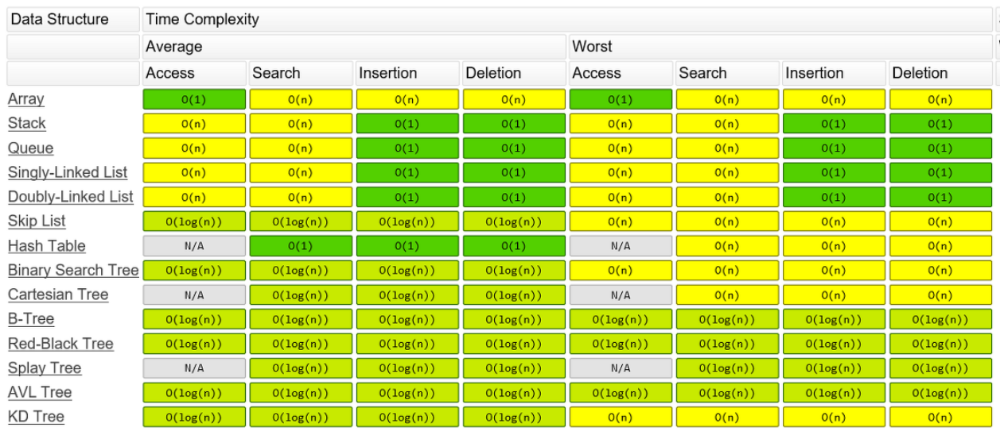 Data Structure Time Complexity
Average Worst
Access Search Insertion Deletion Access Search Insertion Deletion
Array O(1) O(n) O(n) O(n) O(1) O(n) O(n) O(n)
Stack O(n) O(n) O(1) O(1) O(n) O(n) O(1) O(1)
Queue O(n) O(n) O(1) O(1) O(n) O(n) O(1) O(1)
Singly-Linked List O(n) O(n) O(1) O(1) O(n) O(n) O(1) O(1)
Doubly-Linked List O(n) O(n) O(1) O(1) O(n) O(n) O(1) O(1)
Skip List O(log(n)) O(log(n)) O(log(n)) O(log(n)) O(n) O(n) O(n) O(n)
Hash Table N/A O(1) O(1) O(1) N/A O(n) O(n) O(n)
Binary Search Tree O(log(n)) O(log(n)) O(log(n)) O(log(n)) O(n) O(n) O(n) O(n)
Cartesian Tree N/A O(log(n)) O(log(n)) O(log(n)) N/A O(n) O(n) O(n)
B-Tree O(log(n)) O(log(n)) O(log(n)) O(log(n)) O(log(n)) O(log(n)) O(log(n)) O(log(n))
Red-Black Tree O(log(n)) O(log(n)) O(log(n)) O(log(n)) O(log(n)) O(log(n)) O(log(n)) O(log(n))
Splay Tree N/A O(log(n)) O(log(n)) O(log(n)) N/A O(log(n)) O(log(n)) O(log(n))
AVL Tree O(log(n)) O(log(n)) O(log(n)) O(log(n)) O(log(n)) O(log(n)) O(log(n)) O(log(n))
KD Tree O(log(n)) O(log(n)) O(log(n)) O(log(n)) O(n) O(n) O(n) O(n)